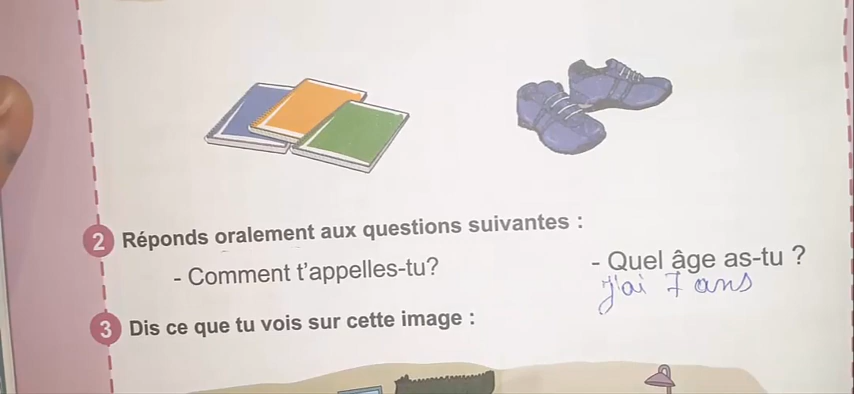 2 Réponds oralement aux questions suivantes :
- Comment t'appelles-tu?
- Quel âge as-tu ?
j'ai 7 ans
3 Dis ce que tu vois sur cette image :